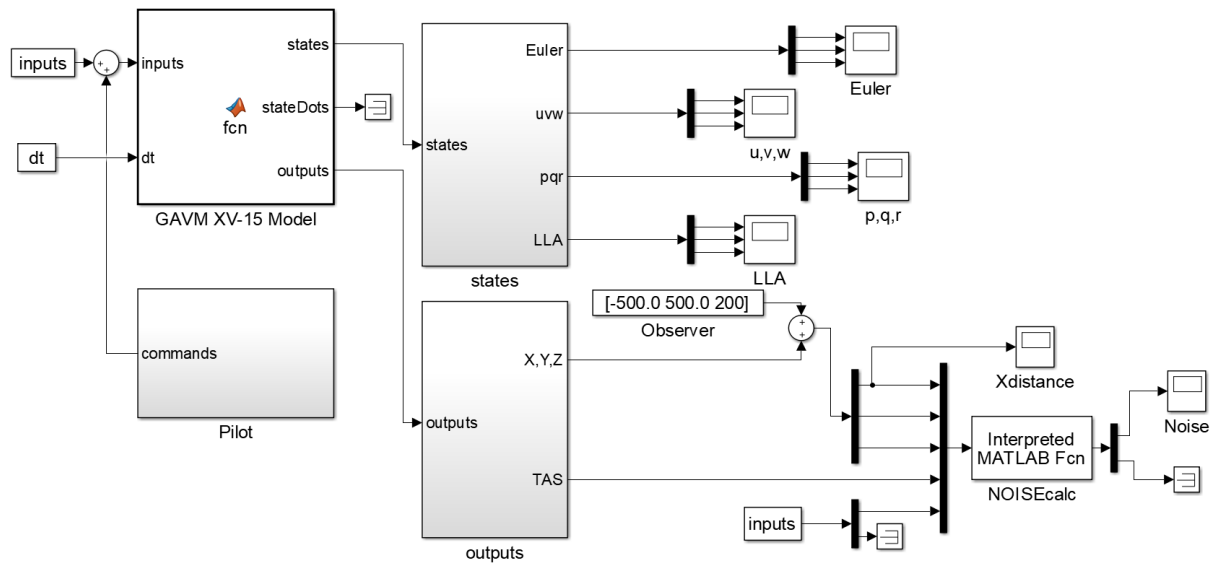 inputs
dt
+
+
inputs
dt
fcn
states
stateDots
outputs
GAVM XV-15 Model
commands
Pilot
states
Euler
uvw
pqr
LLA
states
Euler
u,v,w
p,q,r
LLA
[-500.0 500.0 200]
Observer
+
+
outputs
X,Y,Z
TAS
outputs
inputs
Xdistance
Interpreted
MATLAB Fcn
NOISEcalc
Noise